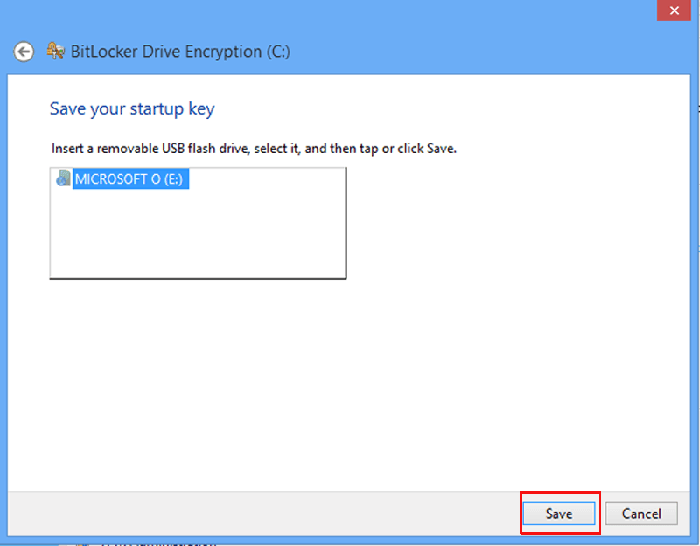 BitLocker Drive Encryption (C:)
Save your startup key
Insert a removable USB flash drive, select it, and then tap or click Save.
MICROSOFT O (E:)
Save
Cancel